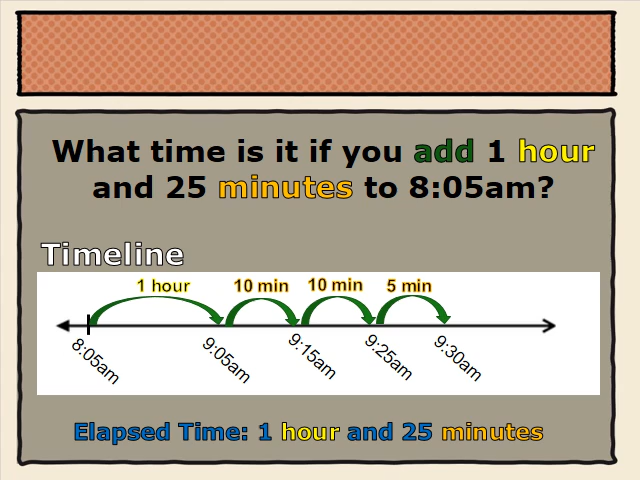 What time is it if you add 1 hour
and 25 minutes to 8:05am?
Timeline
1 hour 10 min 10 min 5 min
8:05am 9:05am 9:15am 9:25am 9:30am
Elapsed Time: 1 hour and 25 minutes